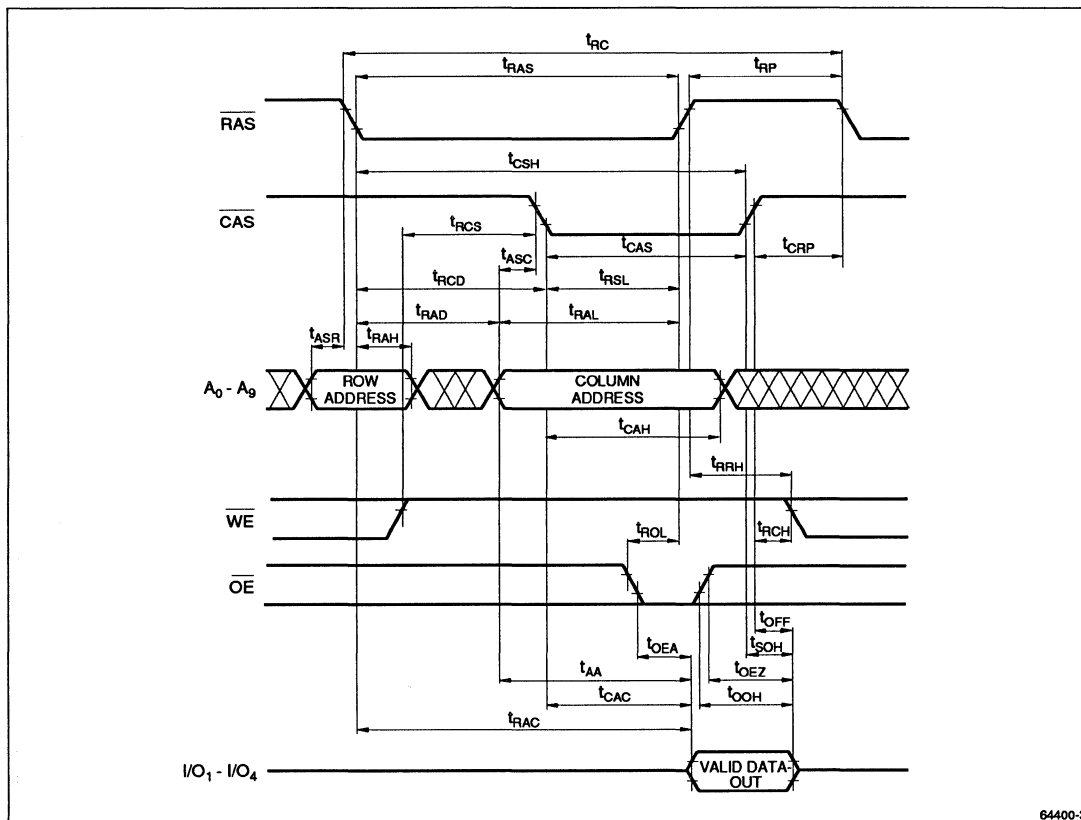 tRC
tRAS
tRP
RAS
tCSH
CAS
tRCS
tCAS
tCRP
tASC
tRCD
tRSL
tRAD
tRAL
tASR
tRAH
A0 - A9
ROW ADDRESS
COLUMN ADDRESS
tCAH
tRRH
WE
tROL
tRCH
OE
tOFF
tOEA
tSOH
tAA
tOEZ
tCAC
tOOH
tRAC
I/O1 - I/O4
VALID DATA-OUT